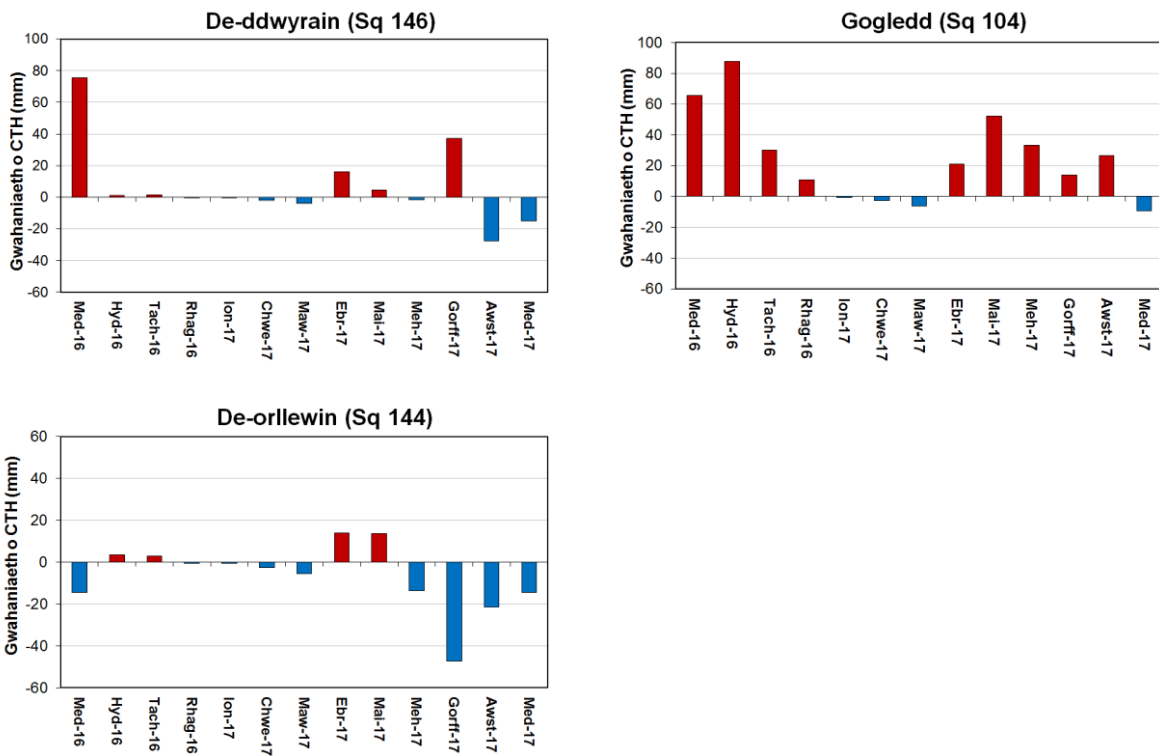 De-ddwyrain (Sq 146)
Gwahaniaeth o CTH (mm)
100
80
60
40
20
0
-20
-40
-60
Med-16
Hyd-16
Tach-16
Rhag-16
Ion-17
Chwe-17
Maw-17
Ebr-17
Mai-17
Meh-17
Gorff-17
Awst-17
Med-17
Gogledd (Sq 104)
Gwahaniaeth o CTH (mm)
100
80
60
40
20
0
-20
-40
-60
Med-16
Hyd-16
Tach-16
Rhag-16
Ion-17
Chwe-17
Maw-17
Ebr-17
Mai-17
Meh-17
Gorff-17
Awst-17
Med-17
De-orllewin (Sq 144)
Gwahaniaeth o CTH (mm)
60
40
20
0
-20
-40
-60
Med-16
Hyd-16
Tach-16
Rhag-16
Ion-17
Chwe-17
Maw-17
Ebr-17
Mai-17
Meh-17
Gorff-17
Awst-17
Med-17